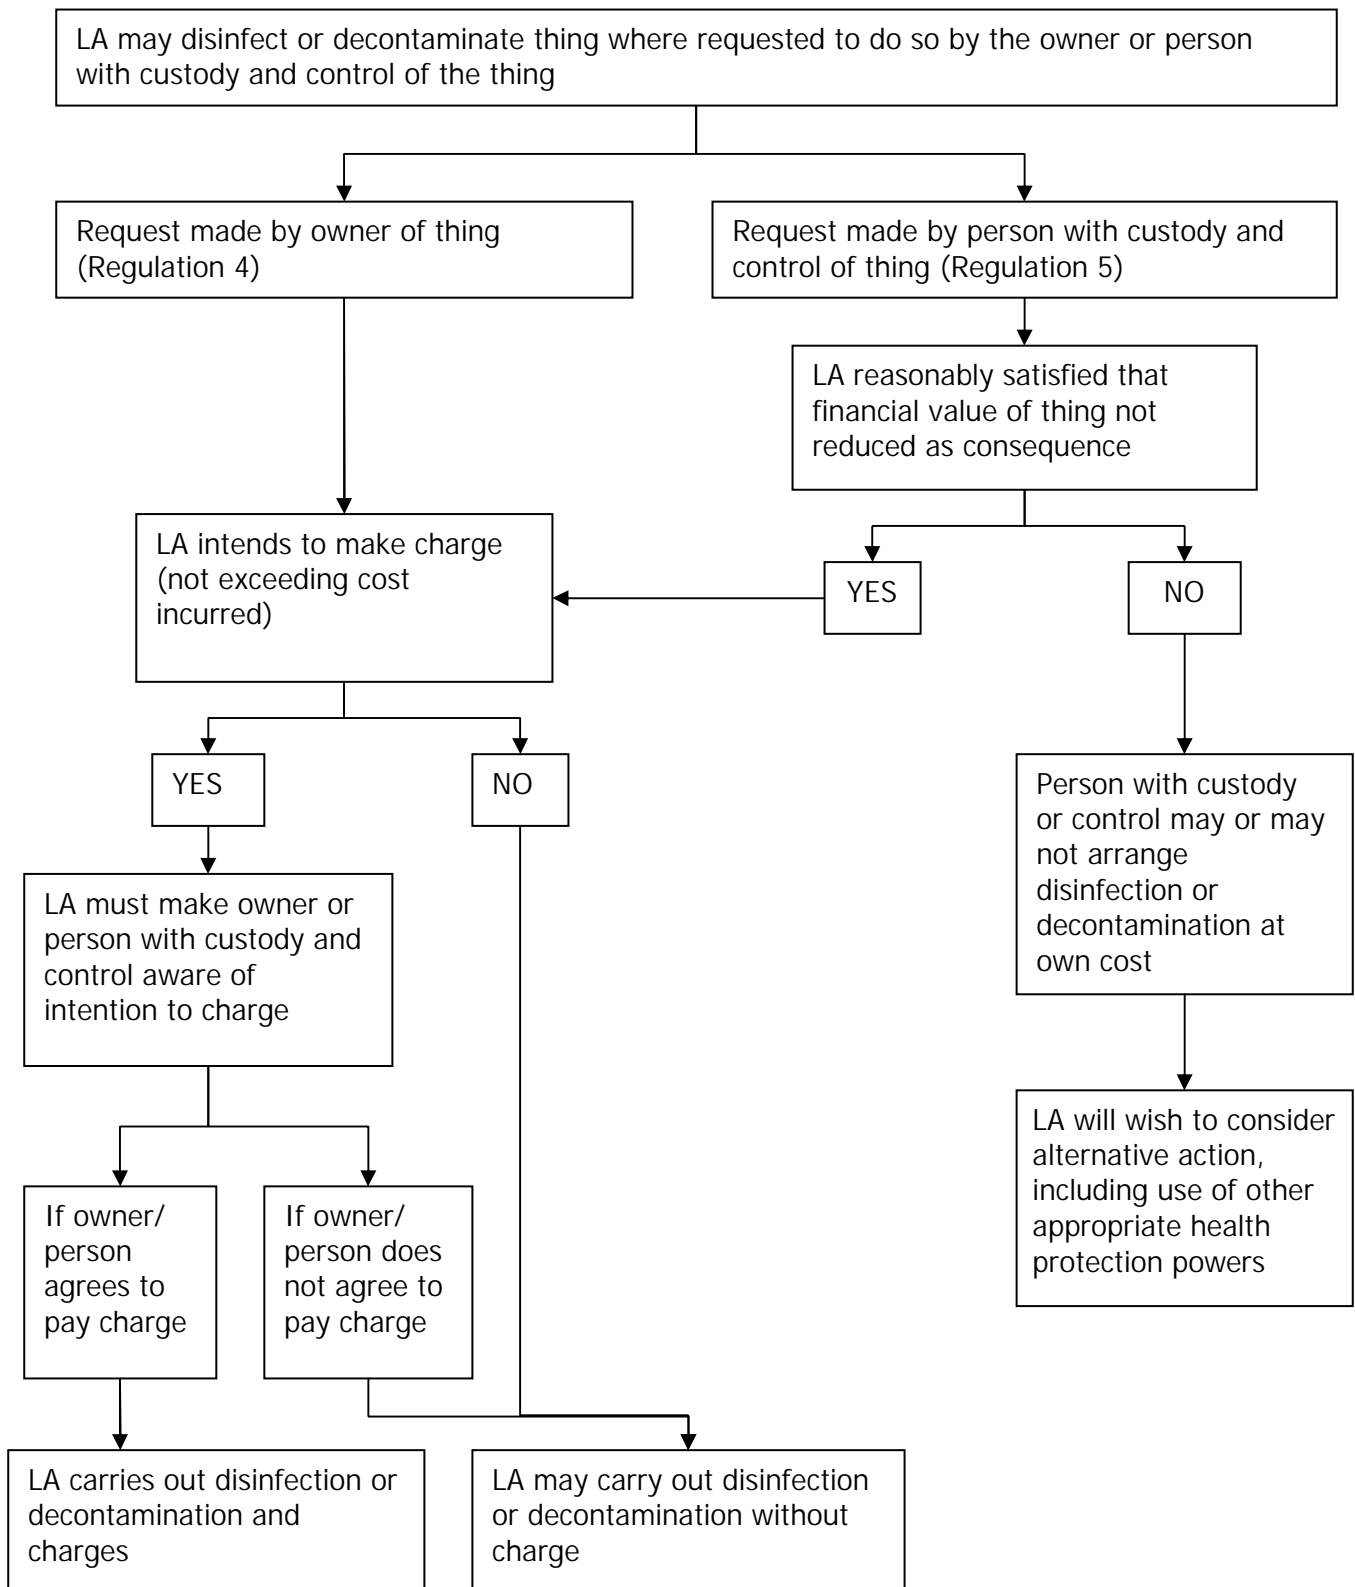 LA may disinfect or decontaminate thing where requested to do so by the owner or person
with custody and control of the thing
Request made by owner of thing
(Regulation 4)
Request made by person with custody and
control of thing (Regulation 5)
LA reasonably satisfied that
financial value of thing not
reduced as consequence
LA intends to make charge
(not exceeding cost
incurred)
YES
NO
YES
NO
Person with custody
or control may or may
not arrange
disinfection or
decontamination at
own cost
LA must make owner or
person with custody and
control aware of
intention to charge
LA will wish to consider
alternative action,
including use of other
appropriate health
protection powers
If owner/
person
agrees to
pay charge
If owner/
person does
not agree to
pay charge
LA carries out disinfection or
decontamination and
charges
LA may carry out disinfection
or decontamination without
charge